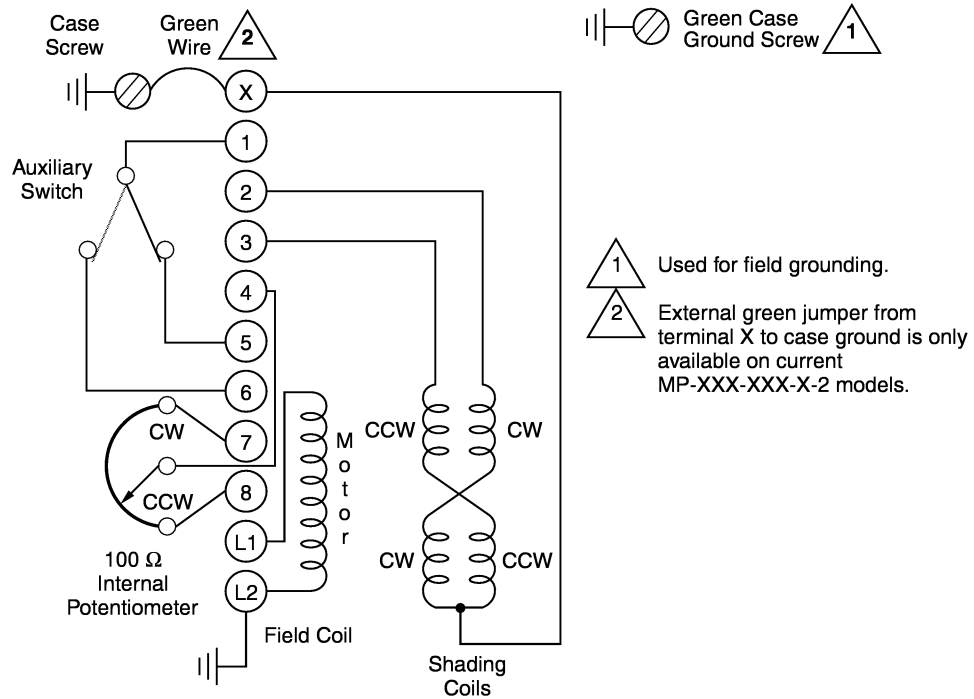 Case
Screw
Green
Wire
2
Green Case
Ground Screw
1
X
1
Auxiliary
Switch
2
3
4
5
6
7
8
L1
L2
CW
CCW
100 Ω
Internal
Potentiometer
Motor
Field Coil
CCW
CW
CW
CCW
Shading
Coils
1
Used for field grounding.
2
External green jumper from
terminal X to case ground is only
available on current
MP-XXX-XXX-X-2 models.